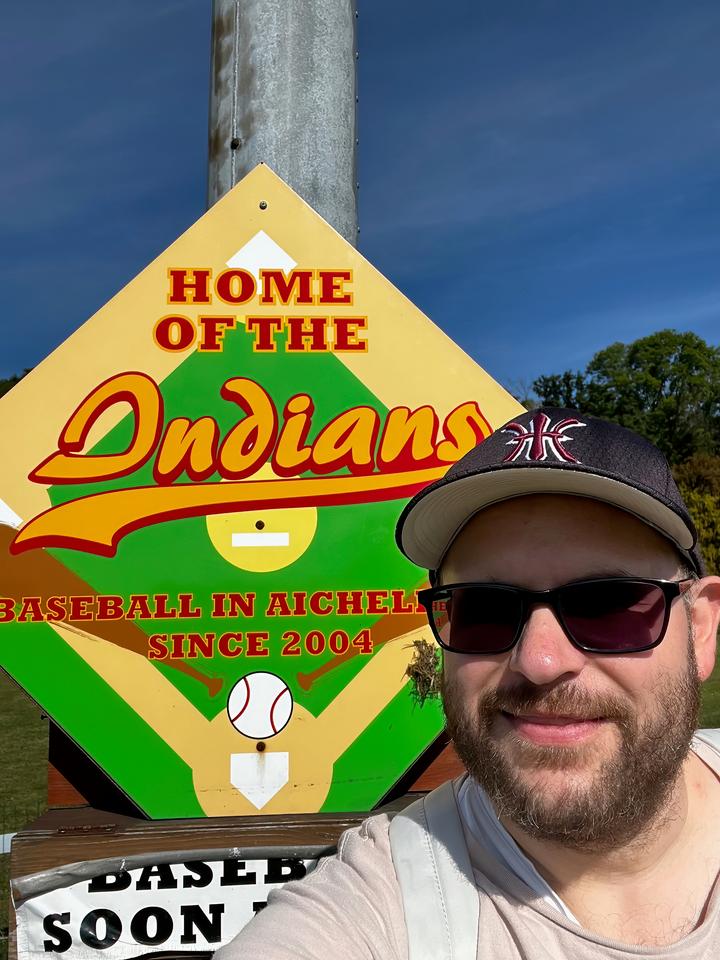 HOME
OF THE
Indians
BASEBALL IN AICHEL
SINCE 2004
BASEB
SOON